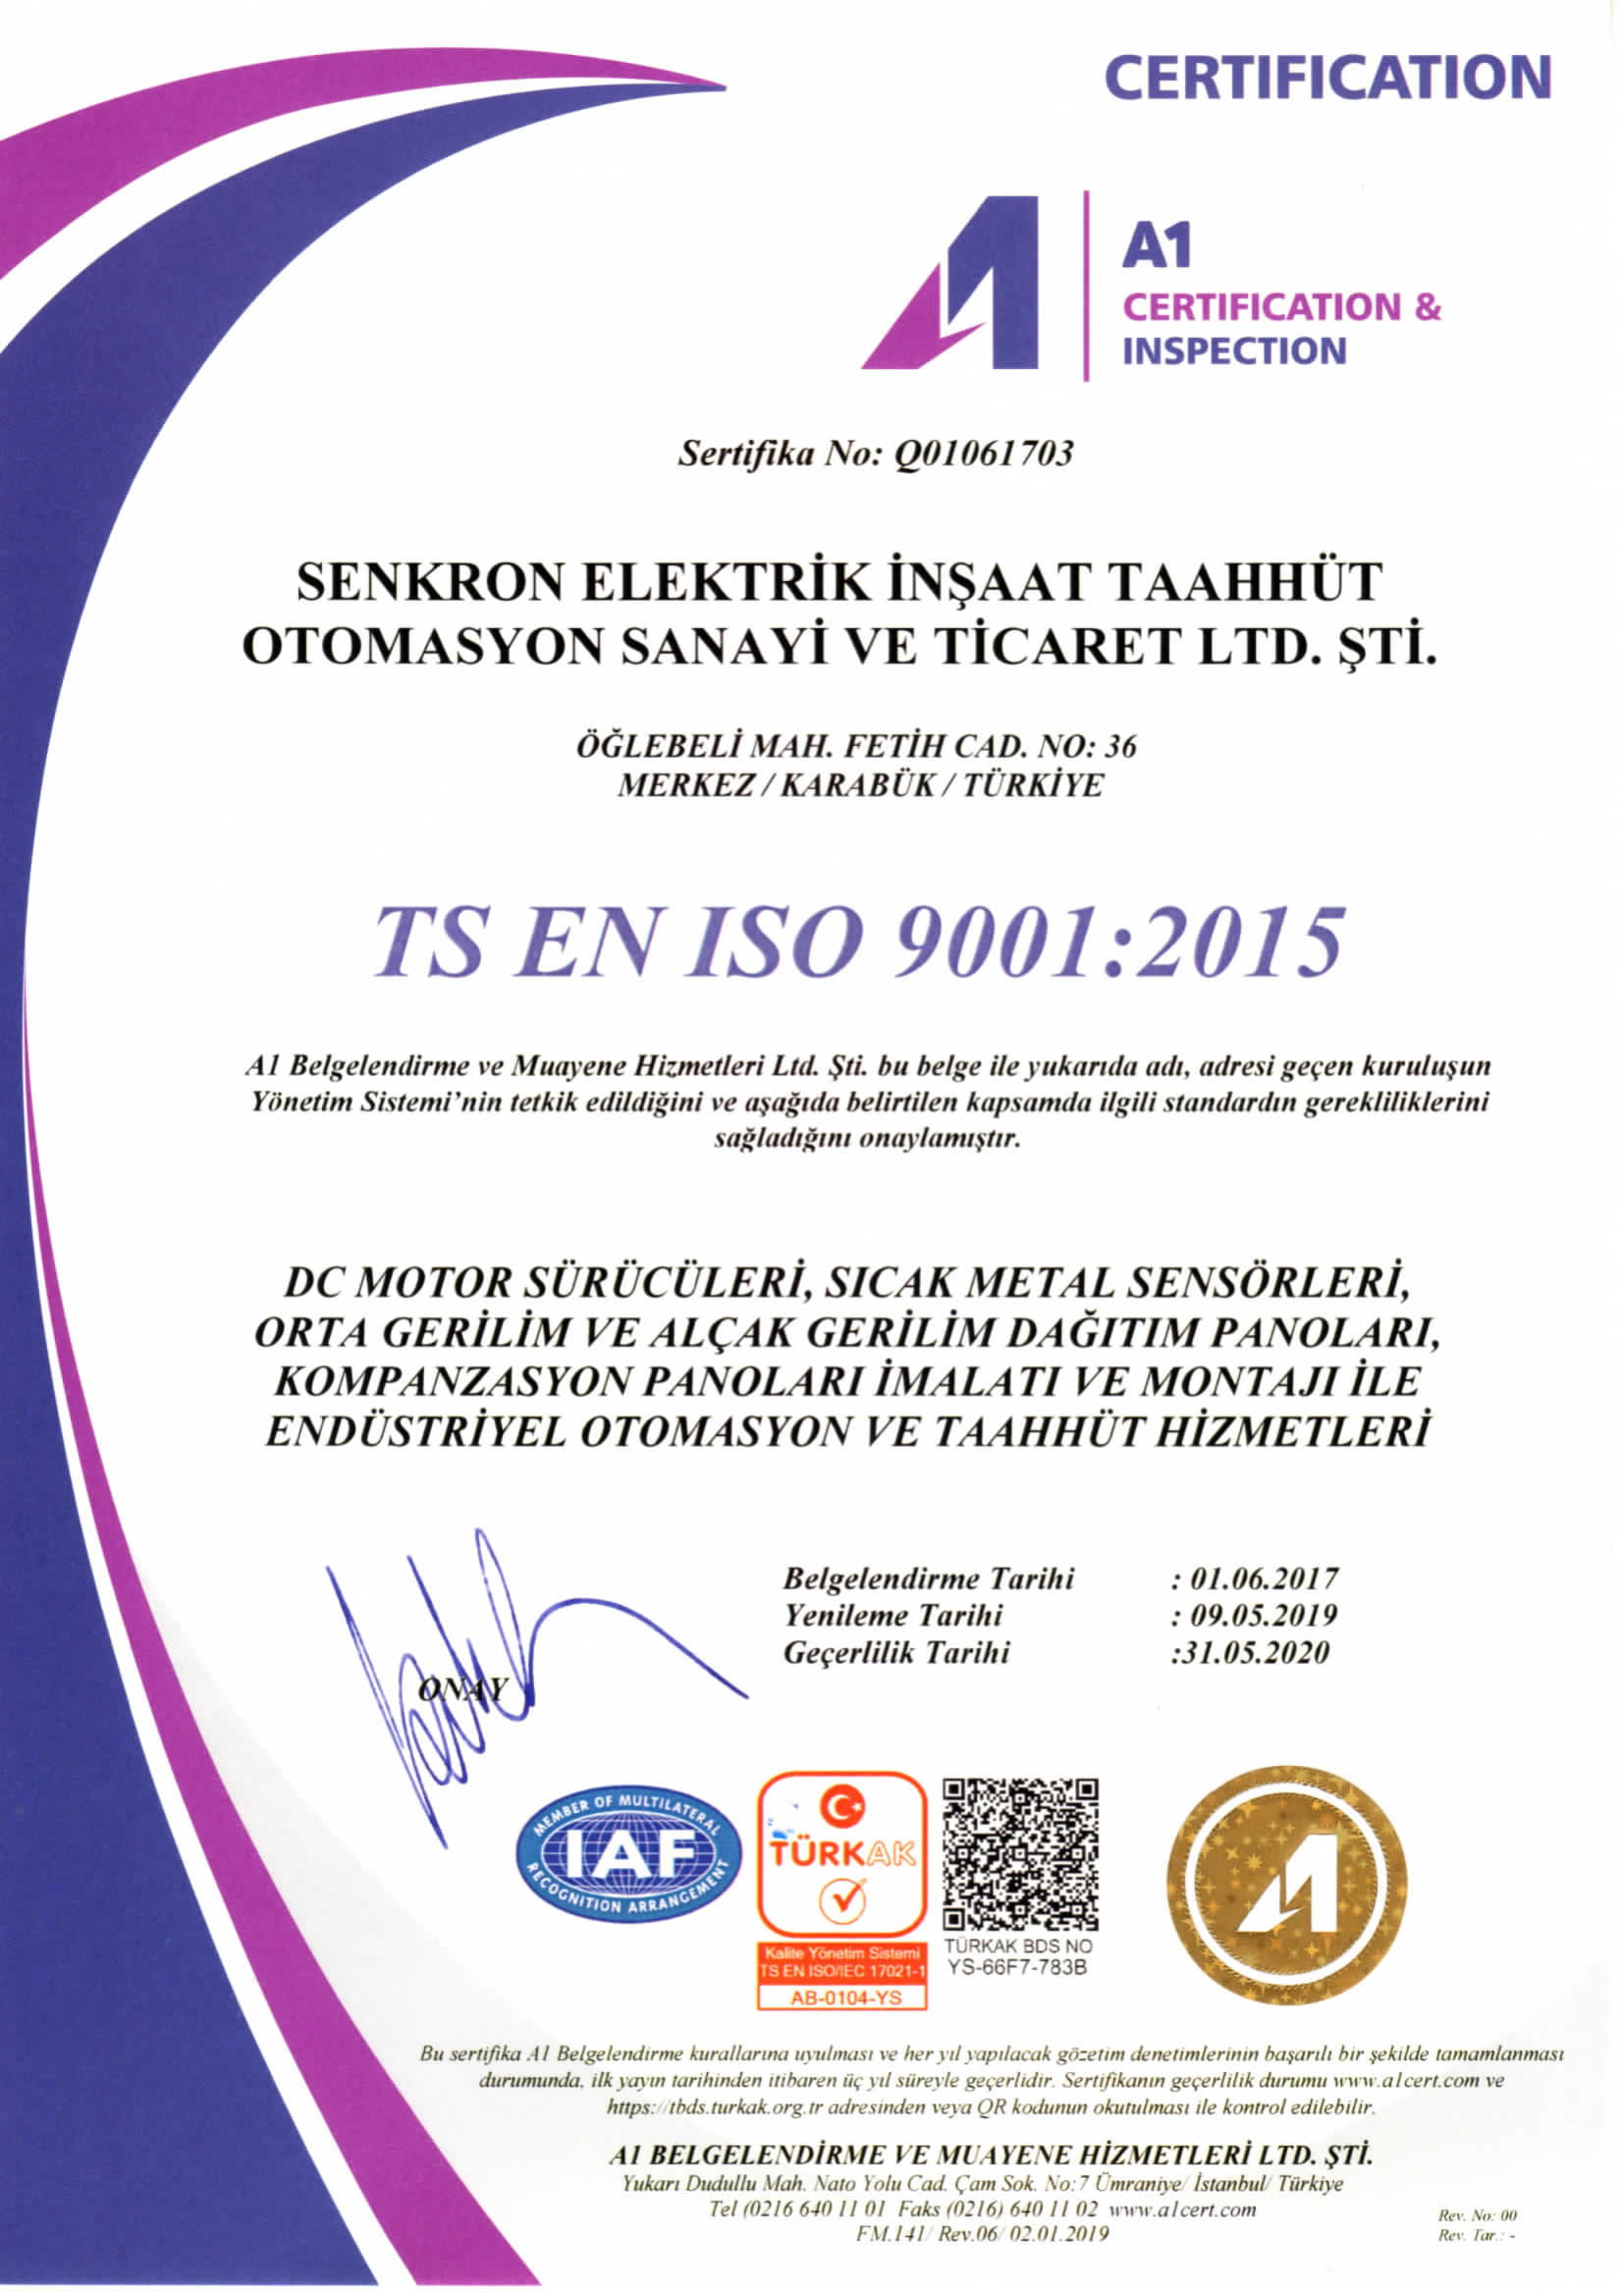 CERTIFICATION
A1
CERTIFICATION &
INSPECTION
Sertifika No: Q01061703
SENKRON ELEKTRİK İNŞAAT TAAHHÜT
OTOMASYON SANAYİ VE TİCARET LTD. ŞTİ.
ÖĞLEBELİ MAH. FETİH CAD. NO: 36
MERKEZ / KARABÜK / TÜRKİYE
TS EN ISO 9001:2015
A1 Belgelendirme ve Muayene Hizmetleri Ltd. Şti. bu belge ile yukarıda adı, adresi geçen kuruluşun
Yönetim Sistemi’nin tetkik edildiğini ve aşağıda belirtilen kapsamda ilgili standardın gerekliliklerini
sağladığını onaylamıştır.
DC MOTOR SÜRÜCÜLERİ, SICAK METAL SENSÖRLERİ,
ORTA GERİLİM VE ALÇAK GERİLİM DAĞITIM PANOLARI,
KOMPANZASYON PANOLARI İMALATI VE MONTAJI İLE
ENDÜSTRİYEL OTOMASYON VE TAAHHÜT HİZMETLERİ
Belgelendirme Tarihi : 01.06.2017
Yenileme Tarihi : 09.05.2019
Geçerlilik Tarihi :31.05.2020
ONAY
MEMBER OF MULTILATERAL
IAF
RECOGNITION ARRANGEMENT
TÜRKAK
Kalite Yönetim Sistemi
TS EN ISO/IEC 17021-1
AB-0104-YS
TÜRKAK BDS NO
YS-66F7-783B
Bu sertifika A1 Belgelendirme kurallarına uyulması ve her yıl yapılacak gözetim denetimlerinin başarılı bir şekilde tamamlanması
durumunda, ilk yayın tarihinden itibaren üç yıl süreyle geçerlidir. Sertifikanın geçerlilik durumu www.a1cert.com ve
https://tbds.turkak.org.tr adresinden veya QR kodunun okutulması ile kontrol edilebilir.
A1 BELGELENDİRME VE MUAYENE HİZMETLERİ LTD. ŞTİ.
Yukarı Dudullu Mah. Nato Yolu Cad. Çam Sok. No:7 Ümraniye/ İstanbul/ Türkiye
Tel (0216 640 11 01 Faks (0216) 640 11 02 www.a1cert.com
FM.141/ Rev.06/ 02.01.2019
Rev. No: 00
Rev. Tar.: -